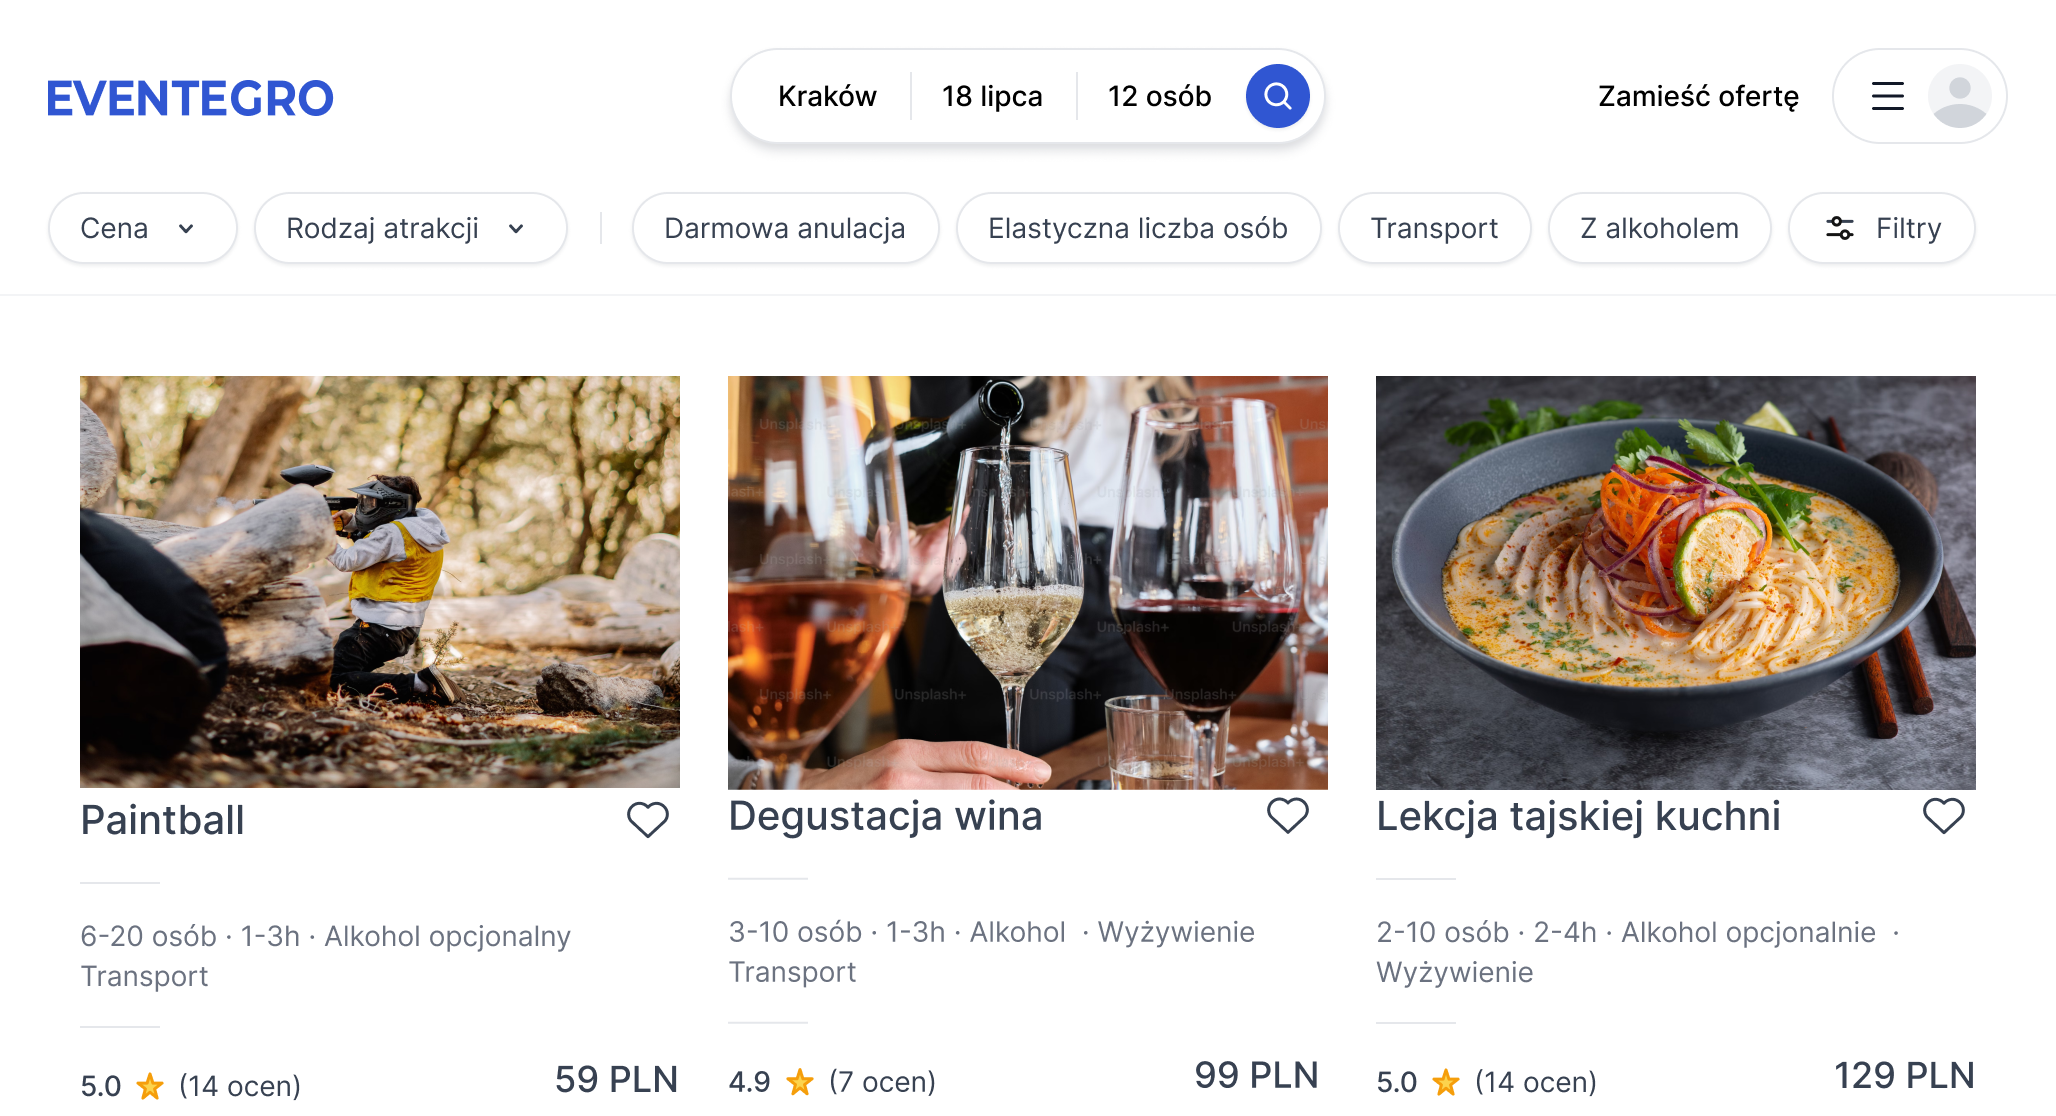 EVENTEGRO
Kraków 18 lipca 12 osób
Zamieść ofertę
Cena Rodzaj atrakcji Darmowa anulacja Elastyczna liczba osób Transport Z alkoholem Filtry
Unsplash+
Paintball
6-20 osób · 1-3h · Alkohol opcjonalny
Transport
5.0 (14 ocen) 59 PLN
Degustacja wina
3-10 osób · 1-3h · Alkohol · Wyżywienie
Transport
4.9 (7 ocen) 99 PLN
Lekcja tajskiej kuchni
2-10 osób · 2-4h · Alkohol opcjonalnie ·
Wyżywienie
5.0 (14 ocen) 129 PLN